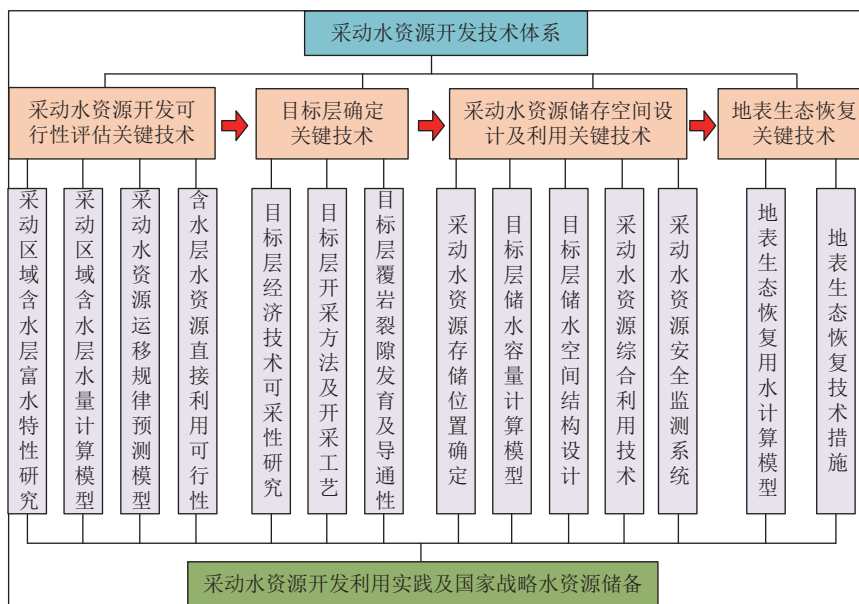 采动水资源开发技术体系
采动水资源开发可
行性评估关键技术
目标层确定
关键技术
采动水资源储存空间设
计及利用关键技术
地表生态恢复
关键技术
采动区域含水层富水特性研究
采动区域含水层水量计算模型
采动水资源运移规律预测模型
含水层水资源直接利用可行性
目标层经济技术可采性研究
目标层开采方法及开采工艺
目标层覆岩裂隙发育及导通性
采动水资源存储位置确定
目标层储水容量计算模型
目标层储水空间结构设计
采动水资源综合利用技术
采动水资源安全监测系统
地表生态恢复用水计算模型
地表生态恢复技术措施
采动水资源开发利用实践及国家战略水资源储备